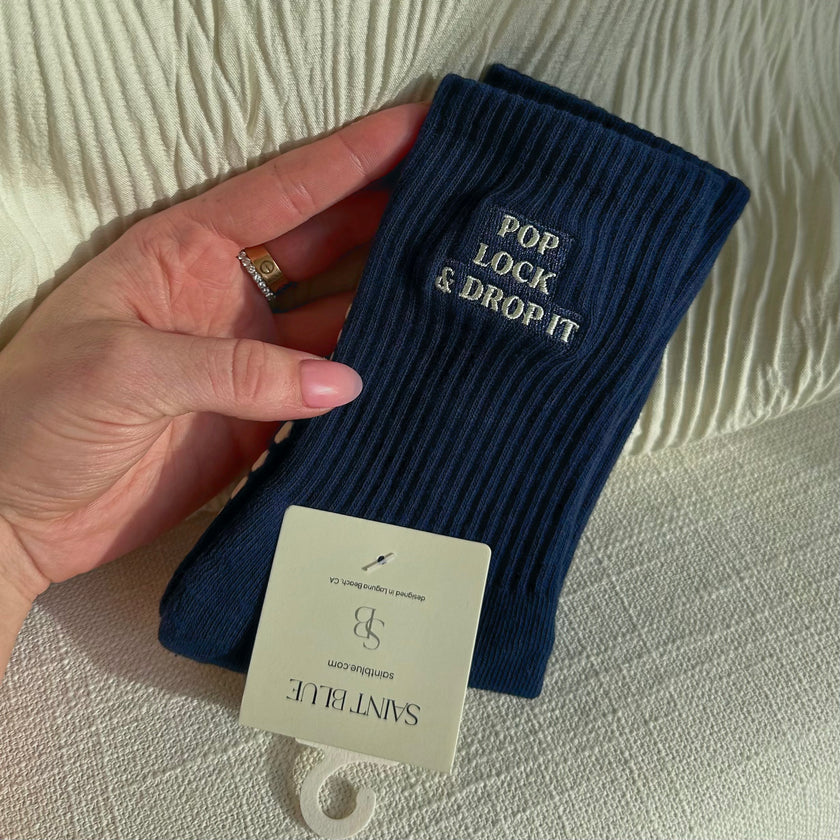 POP
LOCK
& DROP IT
SAINT BLUE
saintblue.com
SB
designed in Laguna Beach, CA